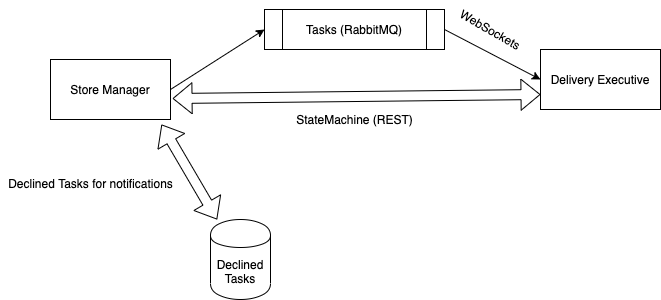 Tasks (RabbitMQ)
WebSockets
Store Manager
Delivery Executive
StateMachine (REST)
Declined Tasks for notifications
Declined
Tasks